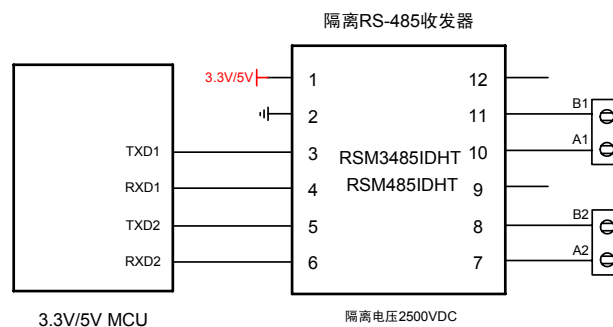 隔离RS-485收发器
3.3V/5V
1
12
2
11
B1
TXD1
3
RSM3485IDHT
10
A1
RXD1
4
RSM485IDHT
9
TXD2
5
8
B2
RXD2
6
7
A2
3.3V/5V MCU
隔离电压2500VDC